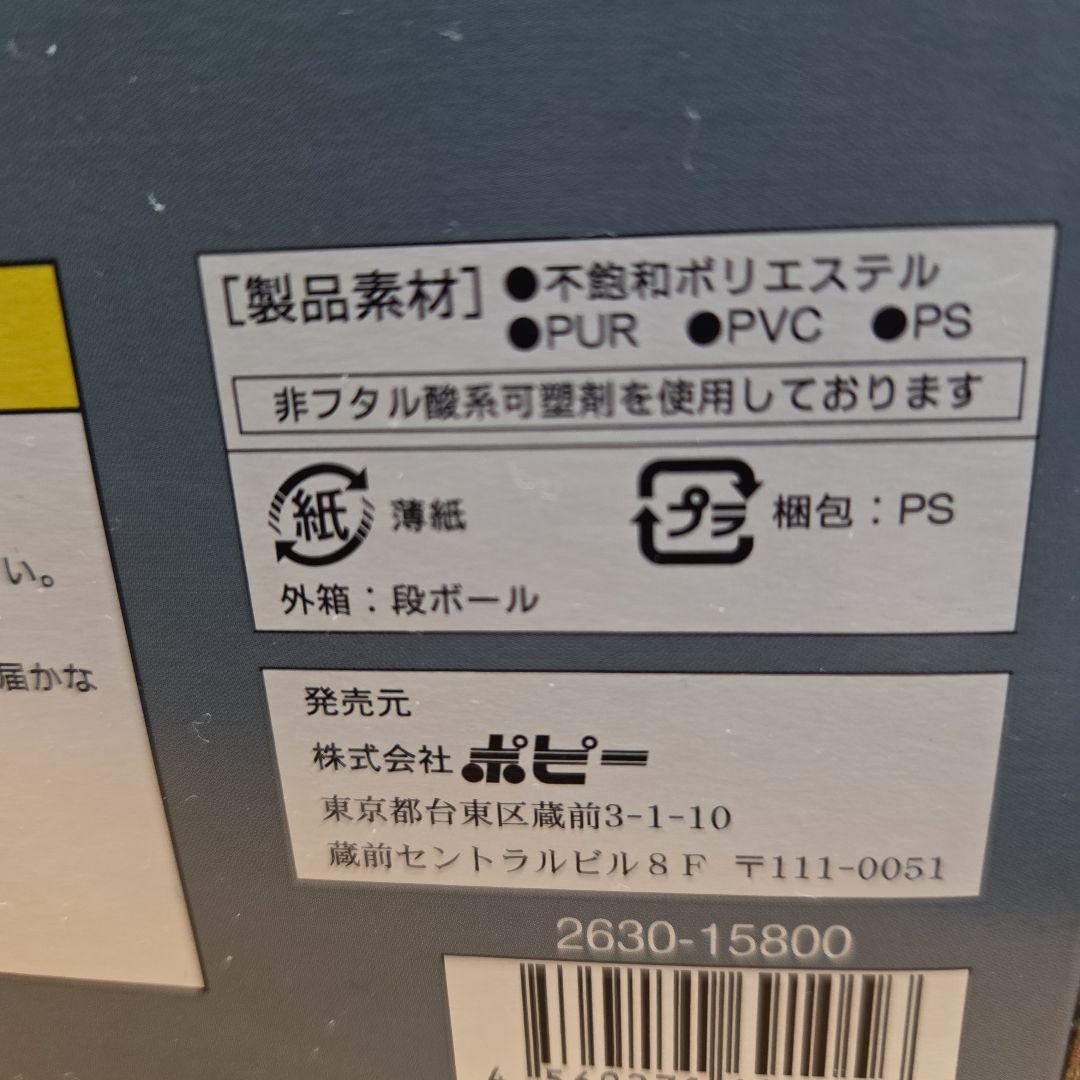 [製品素材] ●不飽和ポリエステル
●PUR ●PVC ●PS
非フタル酸系可塑剤を使用しております
紙 薄紙 プラ 梱包：PS
外箱：段ボール
い。
届かな
発売元
株式会社 ポピー
東京都台東区蔵前3-1-10
蔵前セントラルビル8F 〒111-0051
2630-15800